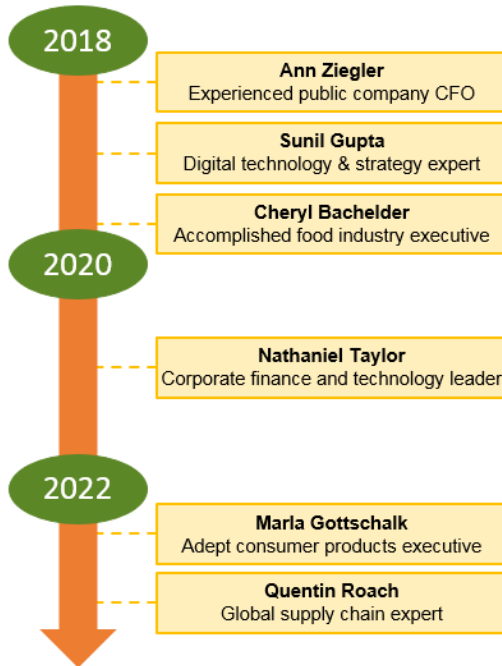 2018
Ann Ziegler
Experienced public company CFO
Sunil Gupta
Digital technology & strategy expert
Cheryl Bachelder
Accomplished food industry executive
2020
Nathaniel Taylor
Corporate finance and technology leader
2022
Marla Gottschalk
Adept consumer products executive
Quentin Roach
Global supply chain expert